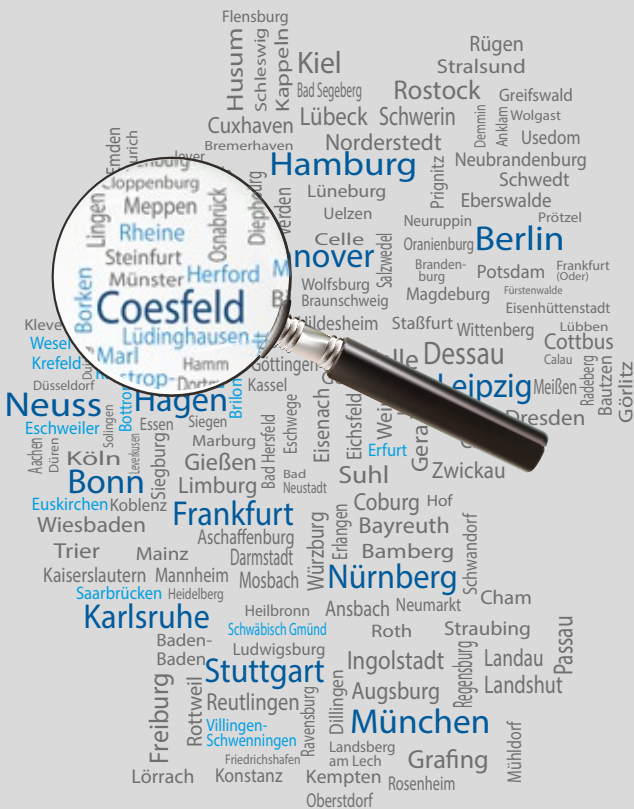 Flensburg
Husum
Schleswig
Kappeln
Kiel
Rügen
Stralsund
Bad Segeberg
Rostock
Greifswald
Cuxhaven
Lübeck
Schwerin
Demmin
Anklam
Wolgast
Bremerhaven
Norderstedt
Usedom
Emden
Hamburg
Prignitz
Neubrandenburg
Cloppenburg
Lüneburg
Schwedt
Lingen
Meppen
Osnabrück
Uelzen
Eberswalde
Rheine
Neuruppin
Prötzel
Steinfurt
Celle
Salzwedel
Oranienburg
Berlin
Borken
Münster
Herford
nover
Branden-
burg
Potsdam
Frankfurt
(Oder)
Wolfsburg
Coesfeld
Braunschweig
Magdeburg
Fürstenwalde
Eisenhüttenstadt
Kleve
Lüdinghausen
Staßfurt
Wittenberg
Lübben
Wesel
Marl
Cottbus
Krefeld
Hamm
Göttingen
Dessau
Calau
Radeberg
Bautzen
Görlitz
Düsseldorf
Kassel
Leipzig
Meißen
Neuss
Hagen
Brilon
Eschwege
Eisenach
Eichsfeld
Dresden
Eschweiler
Solingen
Essen
Siegen
Aachen
Düren
Köln
Leverkusen
Siegburg
Marburg
Bad Hersfeld
Erfurt
Gera
Gießen
Bad
Neustadt
Suhl
Zwickau
Bonn
Limburg
Euskirchen
Koblenz
Frankfurt
Coburg
Hof
Wiesbaden
Aschaffenburg
Würzburg
Erlangen
Bayreuth
Schwandorf
Trier
Mainz
Darmstadt
Bamberg
Kaiserslautern
Mannheim
Mosbach
Nürnberg
Saarbrücken
Heidelberg
Cham
Karlsruhe
Heilbronn
Ansbach
Neumarkt
Schwäbisch Gmünd
Roth
Straubing
Baden-
Baden
Ludwigsburg
Ingolstadt
Regensburg
Landau
Passau
Stuttgart
Freiburg
Rottweil
Reutlingen
Ravensburg
Dillingen
Augsburg
Landshut
Villingen-
Schwenningen
München
Friedrichshafen
Landsberg
am Lech
Grafing
Mühldorf
Lörrach
Konstanz
Kempten
Rosenheim
Oberstdorf